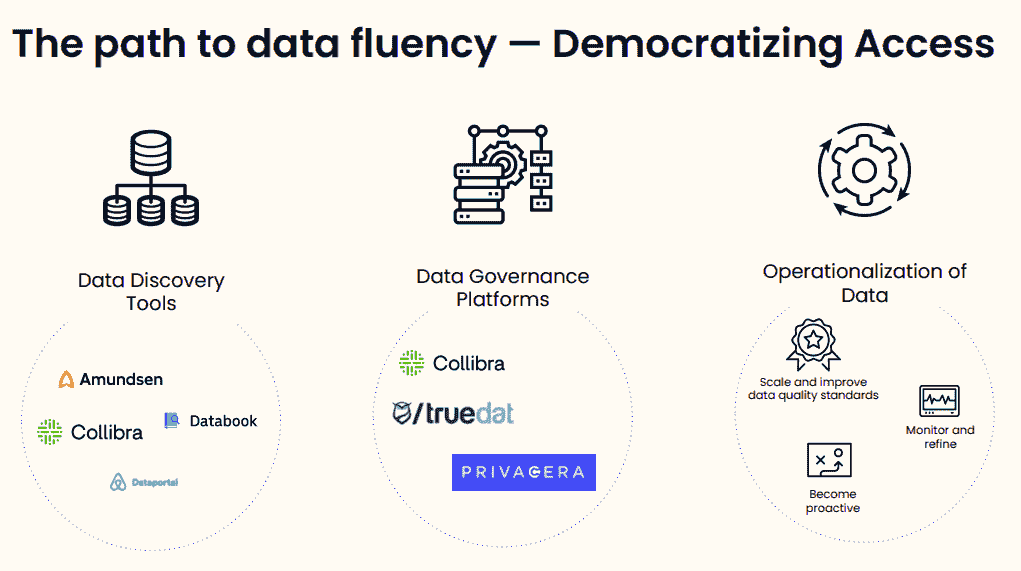 The path to data fluency — Democratizing Access
Data Discovery
Tools
Amundsen
Collibra
Databook
Dataportal
Data Governance
Platforms
Collibra
/truedat
PRIVACERA
Operationalization of
Data
Scale and improve
data quality standards
Monitor and
refine
Become
proactive